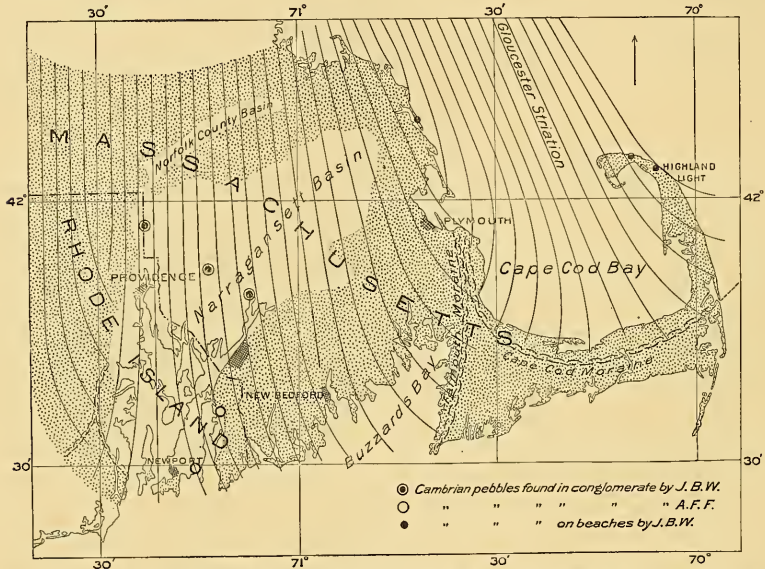 30' 71° 30' 70°
Gloucester Striation
Norfolk County Basin
MASSACHUSETTS
HIGHLAND
LIGHT
42° 42°
Narragansett Basin
PLYMOUTH
RHODE ISLAND
PROVIDENCE
Cape Cod Bay
Falmouth Moraine
Cape Cod Moraine
Buzzards Bay
NEW BEDFORD
NEWPORT
30' 30'
Cambrian pebbles found in conglomerate by J.B.W.
" " " " " A.F.F.
" " " on beaches by J.B.W.
30' 71° 30' 70°